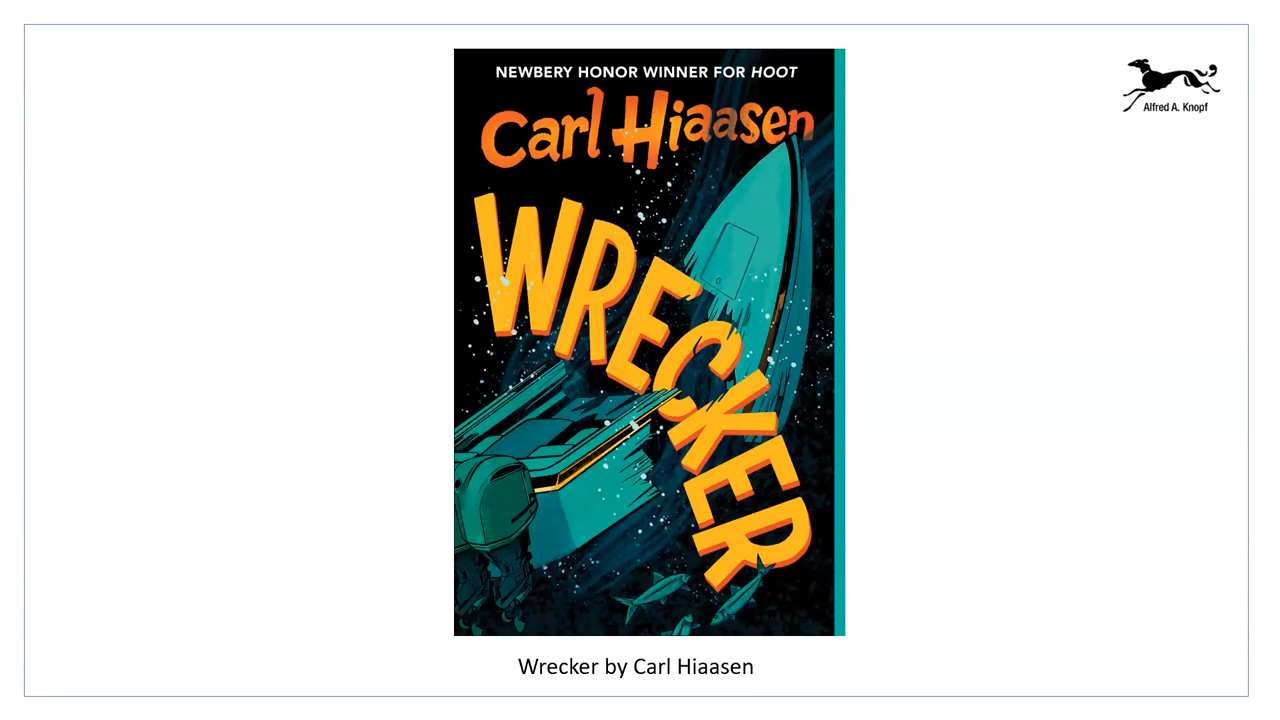 NEWBERY HONOR WINNER FOR HOOT
Carl Hiaasen
WRECKER
Alfred A. Knopf
Wrecker by Carl Hiaasen